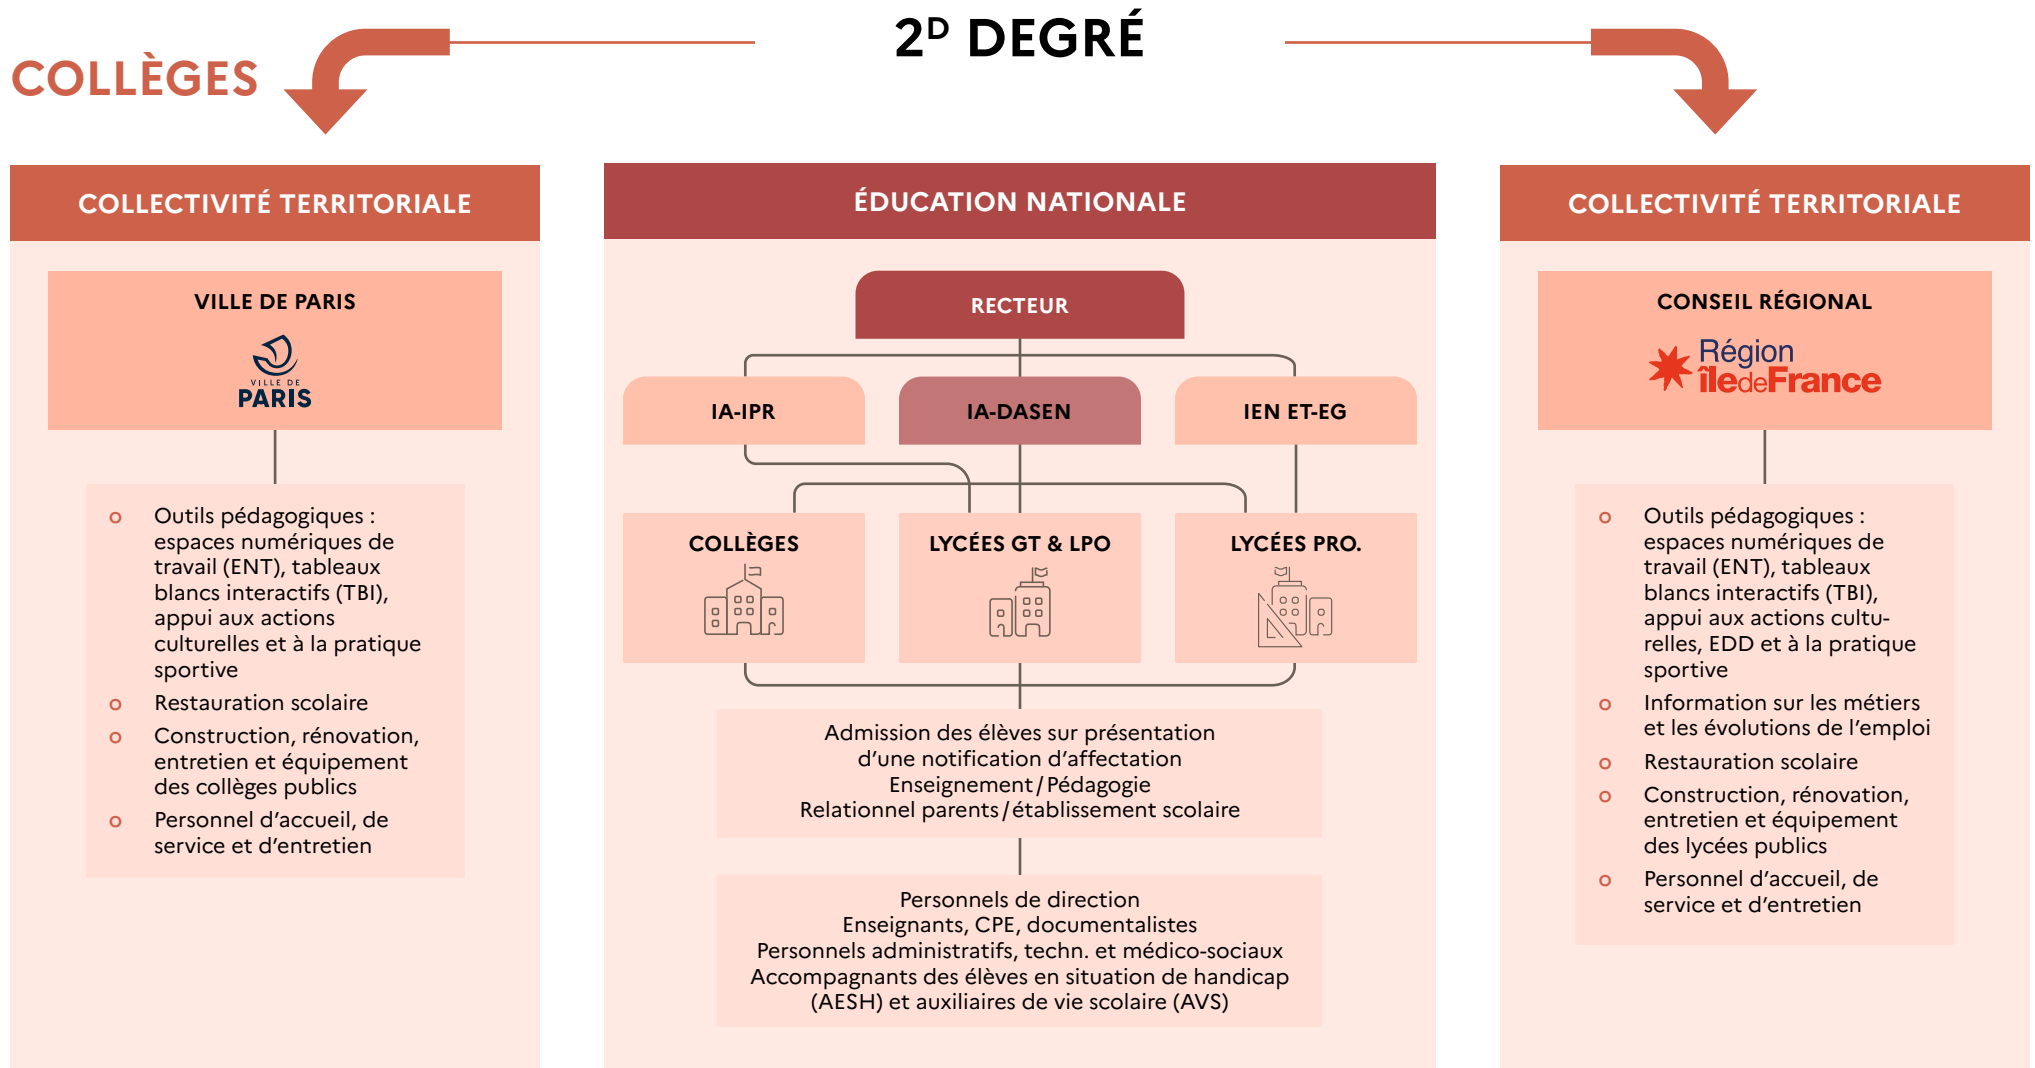 2D DEGRÉ
COLLÈGES
COLLECTIVITÉ TERRITORIALE
VILLE DE PARIS
VILLE DE
PARIS
o Outils pédagogiques :
espaces numériques de
travail (ENT), tableaux
blancs interactifs (TBI),
appui aux actions
culturelles et à la pratique
sportive
o Restauration scolaire
o Construction, rénovation,
entretien et équipement
des collèges publics
o Personnel d’accueil, de
service et d’entretien
ÉDUCATION NATIONALE
RECTEUR
IA-IPR
IA-DASEN
IEN ET-EG
COLLÈGES
LYCÉES GT & LPO
LYCÉES PRO.
Admission des élèves sur présentation
d’une notification d’affectation
Enseignement/Pédagogie
Relationnel parents/établissement scolaire
Personnels de direction
Enseignants, CPE, documentalistes
Personnels administratifs, techn. et médico-sociaux
Accompagnants des élèves en situation de handicap
(AESH) et auxiliaires de vie scolaire (AVS)
COLLECTIVITÉ TERRITORIALE
CONSEIL RÉGIONAL
Région
îledeFrance
o Outils pédagogiques :
espaces numériques de
travail (ENT), tableaux
blancs interactifs (TBI),
appui aux actions cultu-
relles, EDD et à la pratique
sportive
o Information sur les métiers
et les évolutions de l’emploi
o Restauration scolaire
o Construction, rénovation,
entretien et équipement
des lycées publics
o Personnel d’accueil, de
service et d’entretien